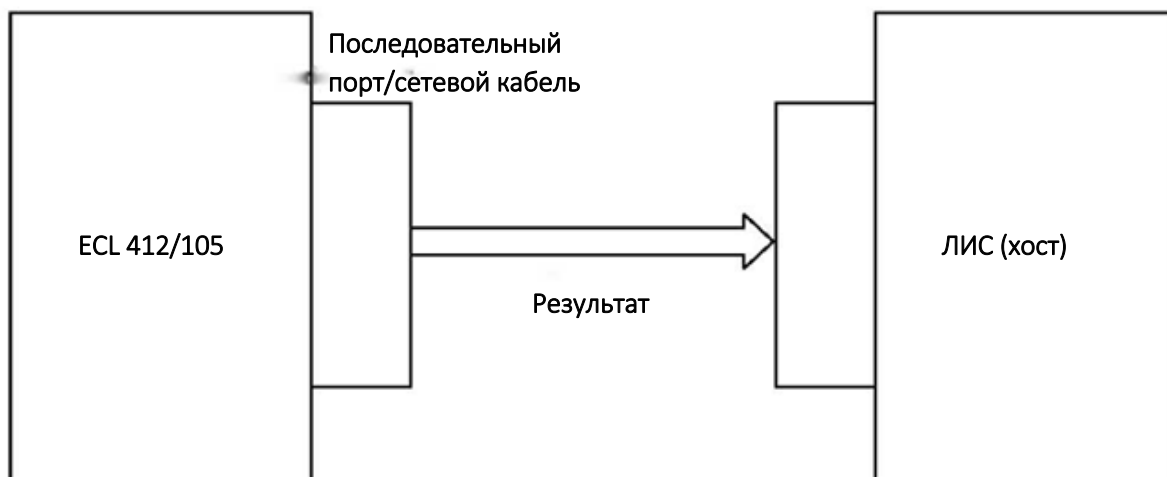 Последовательный
порт/сетевой кабель
ECL 412/105
ЛИС (хост)
Результат